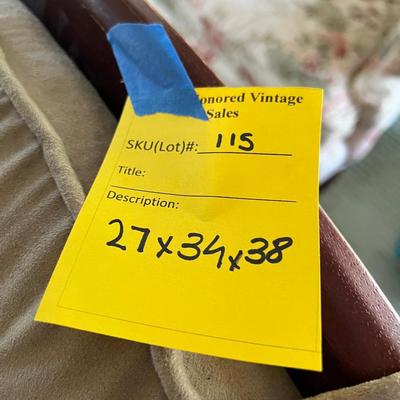 onored Vintage
Sales
SKU(Lot)#: 115
Title:
Description:
27x34x38